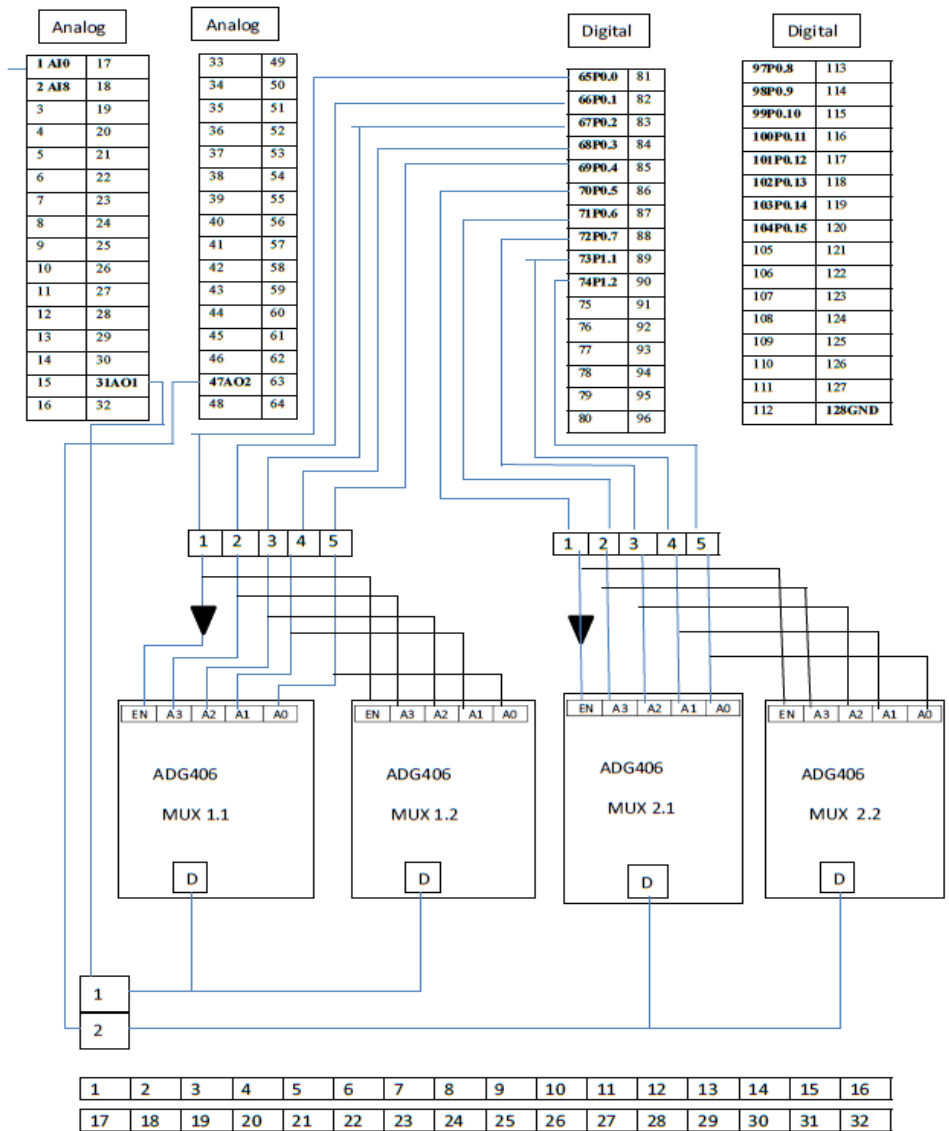 Analog
Analog
Digital
Digital
1 AI0 17
2 AI8 18
3 19
4 20
5 21
6 22
7 23
8 24
9 25
10 26
11 27
12 28
13 29
14 30
15 31AO1
16 32
33 49
34 50
35 51
36 52
37 53
38 54
39 55
40 56
41 57
42 58
43 59
44 60
45 61
46 62
47AO2 63
48 64
65P0.0 81
66P0.1 82
67P0.2 83
68P0.3 84
69P0.4 85
70P0.5 86
71P0.6 87
72P0.7 88
73P1.1 89
74P1.2 90
75 91
76 92
77 93
78 94
79 95
80 96
97P0.8 113
98P0.9 114
99P0.10 115
100P0.11 116
101P0.12 117
102P0.13 118
103P0.14 119
104P0.15 120
105 121
106 122
107 123
108 124
109 125
110 126
111 127
112 128GND
1 2 3 4 5
1 2 3 4 5
EN A3 A2 A1 A0
ADG406
MUX 1.1
D
EN A3 A2 A1 A0
ADG406
MUX 1.2
D
EN A3 A2 A1 A0
ADG406
MUX 2.1
D
EN A3 A2 A1 A0
ADG406
MUX 2.2
D
1
2
1 2 3 4 5 6 7 8 9 10 11 12 13 14 15 16
17 18 19 20 21 22 23 24 25 26 27 28 29 30 31 32